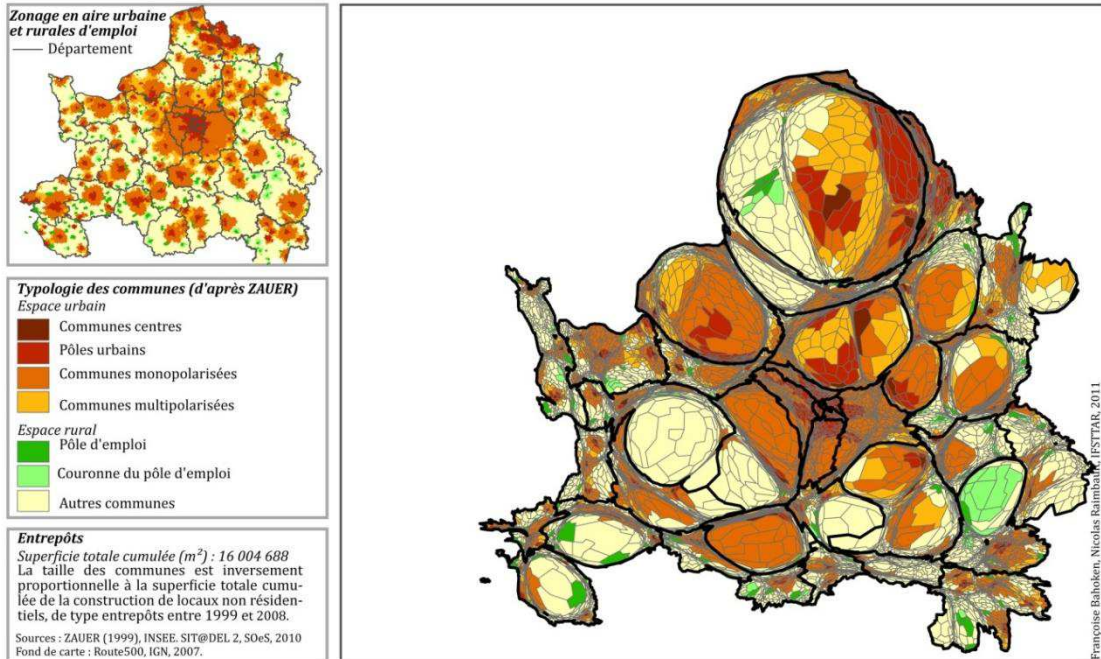 Zonage en aire urbaine
et rurales d'emploi
Département
Typologie des communes (d'après ZAUER)
Espace urbain
Communes centres
Pôles urbains
Communes monopolarisées
Communes multipolarisées
Espace rural
Pôle d'emploi
Couronne du pôle d'emploi
Autres communes
Entrepôts
Superficie totale cumulée (m²) : 16 004 688
La taille des communes est inversement
proportionnelle à la superficie totale cumu-
lée de la construction de locaux non résiden-
tiels, de type entrepôts entre 1999 et 2008.
Sources : ZAUER (1999), INSEE. SIT@DEL 2, SOeS, 2010
Fond de carte : Route500, IGN, 2007.
Françoise Bahoken, Nicolas Raimbault, IFSTTAR, 2011